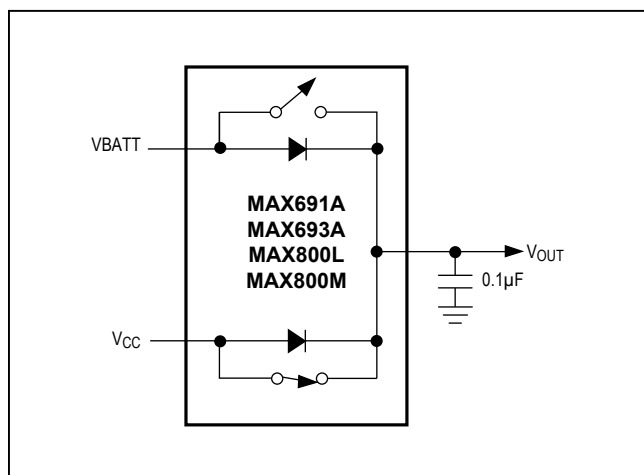 VBATT
MAX691A
MAX693A
MAX800L
MAX800M
VOUT
0.1µF
VCC